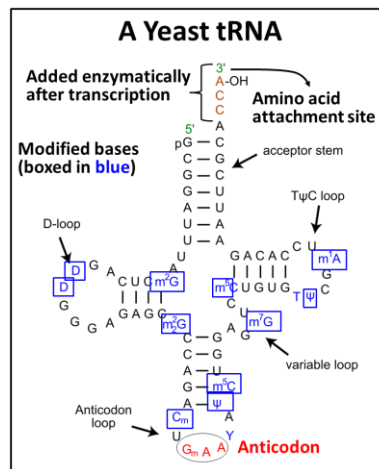 A Yeast tRNA
3'
Added enzymatically
after transcription
A-OH
C
C
Amino acid
attachment site
5'
A
pG C
C G
acceptor stem
Modified bases
(boxed in blue)
TψC loop
D-loop
G A C A C C U m¹A
G A C U C m²G A
D
D
m⁵C U G U G T Ψ C G
G G G A G
m²₂G
m⁷G
variable loop
m⁵C
Ψ
Anticodon
loop
Cm
A
U
Y
Gm A A
Anticodon